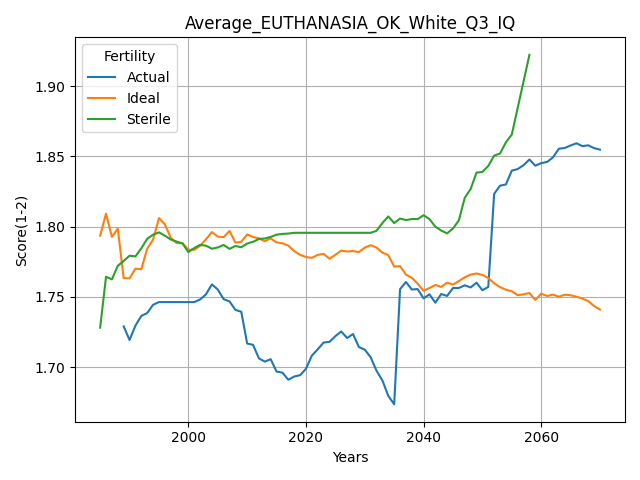 Average_EUTHANASIA_OK_White_Q3_IQ
Fertility
Actual
Ideal
Sterile
Score(1-2)
1.90
1.85
1.80
1.75
1.70
2000
2020
2040
2060
Years